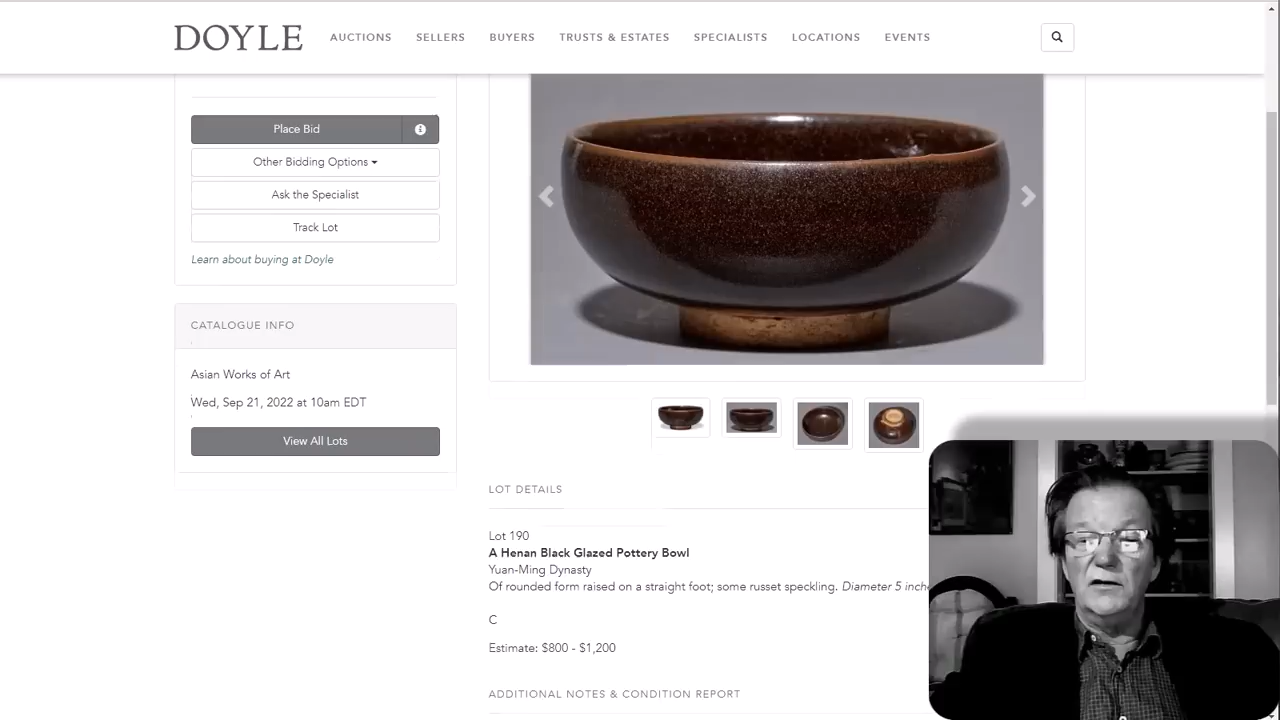 DOYLE
AUCTIONS SELLERS BUYERS TRUSTS & ESTATES SPECIALISTS LOCATIONS EVENTS
Place Bid
Other Bidding Options
Ask the Specialist
Track Lot
Learn about buying at Doyle
CATALOGUE INFO
Asian Works of Art
Wed, Sep 21, 2022 at 10am EDT
View All Lots
LOT DETAILS
Lot 190
A Henan Black Glazed Pottery Bowl
Yuan-Ming Dynasty
Of rounded form raised on a straight foot; some russet speckling. Diameter 5
C
Estimate: $800 - $1,200
ADDITIONAL NOTES & CONDITION REPORT